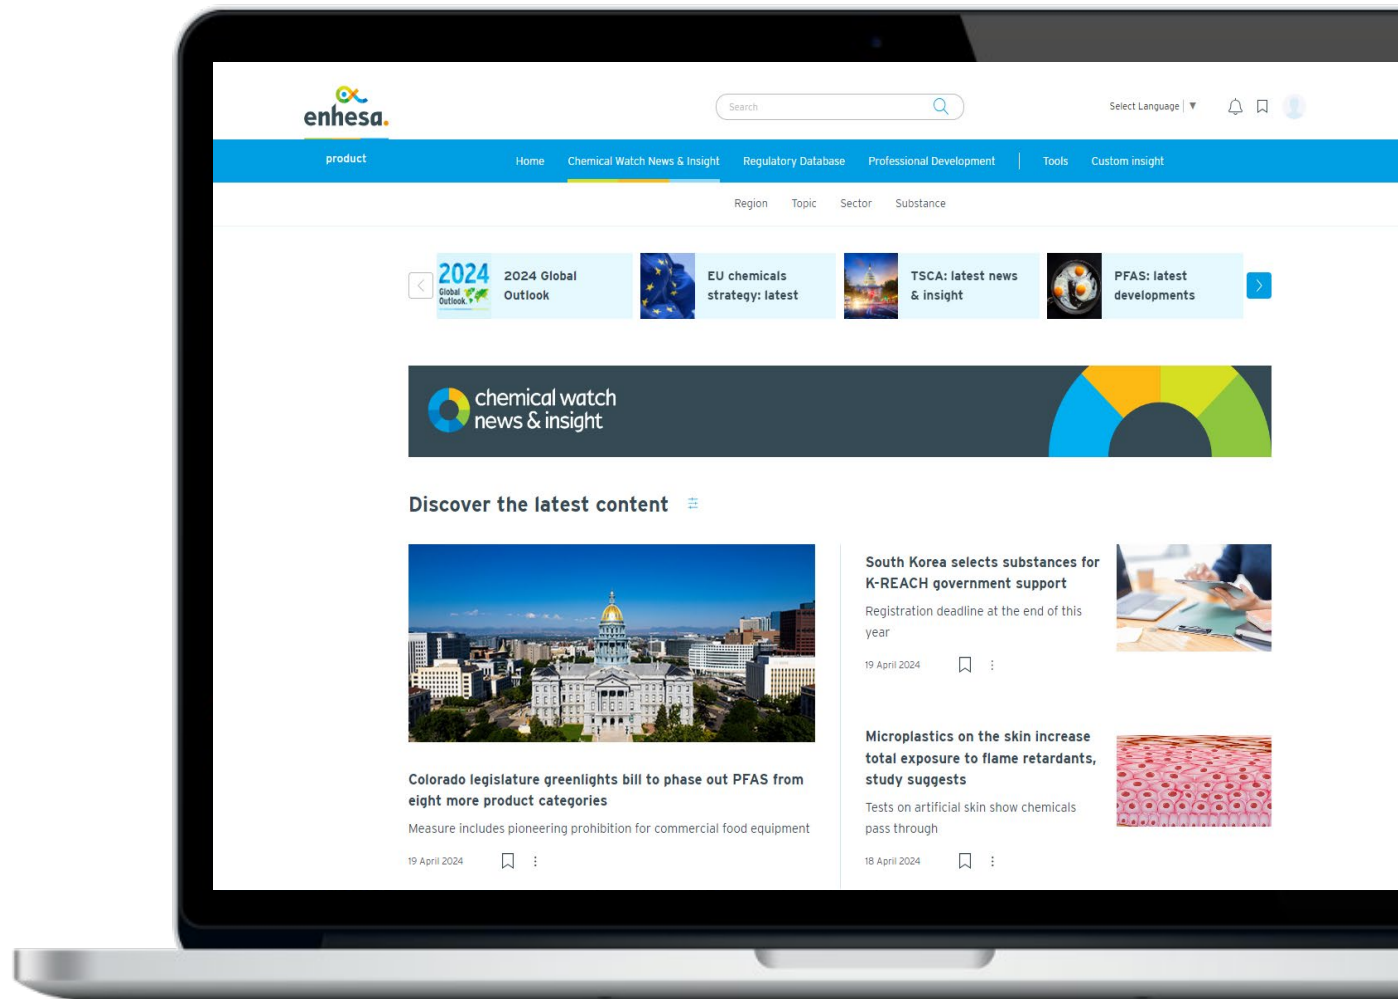 enhesa.
Search
Select Language ▼
product
Home
Chemical Watch News & Insight
Regulatory Database
Professional Development
Tools
Custom insight
Region
Topic
Sector
Substance
2024
Global
Outlook
2024 Global
Outlook
EU chemicals
strategy: latest
TSCA: latest news
& insight
PFAS: latest
developments
chemical watch
news & insight
Discover the latest content
Colorado legislature greenlights bill to phase out PFAS from
eight more product categories
Measure includes pioneering prohibition for commercial food equipment
19 April 2024
South Korea selects substances for
K-REACH government support
Registration deadline at the end of this
year
19 April 2024
Microplastics on the skin increase
total exposure to flame retardants,
study suggests
Tests on artificial skin show chemicals
pass through
18 April 2024